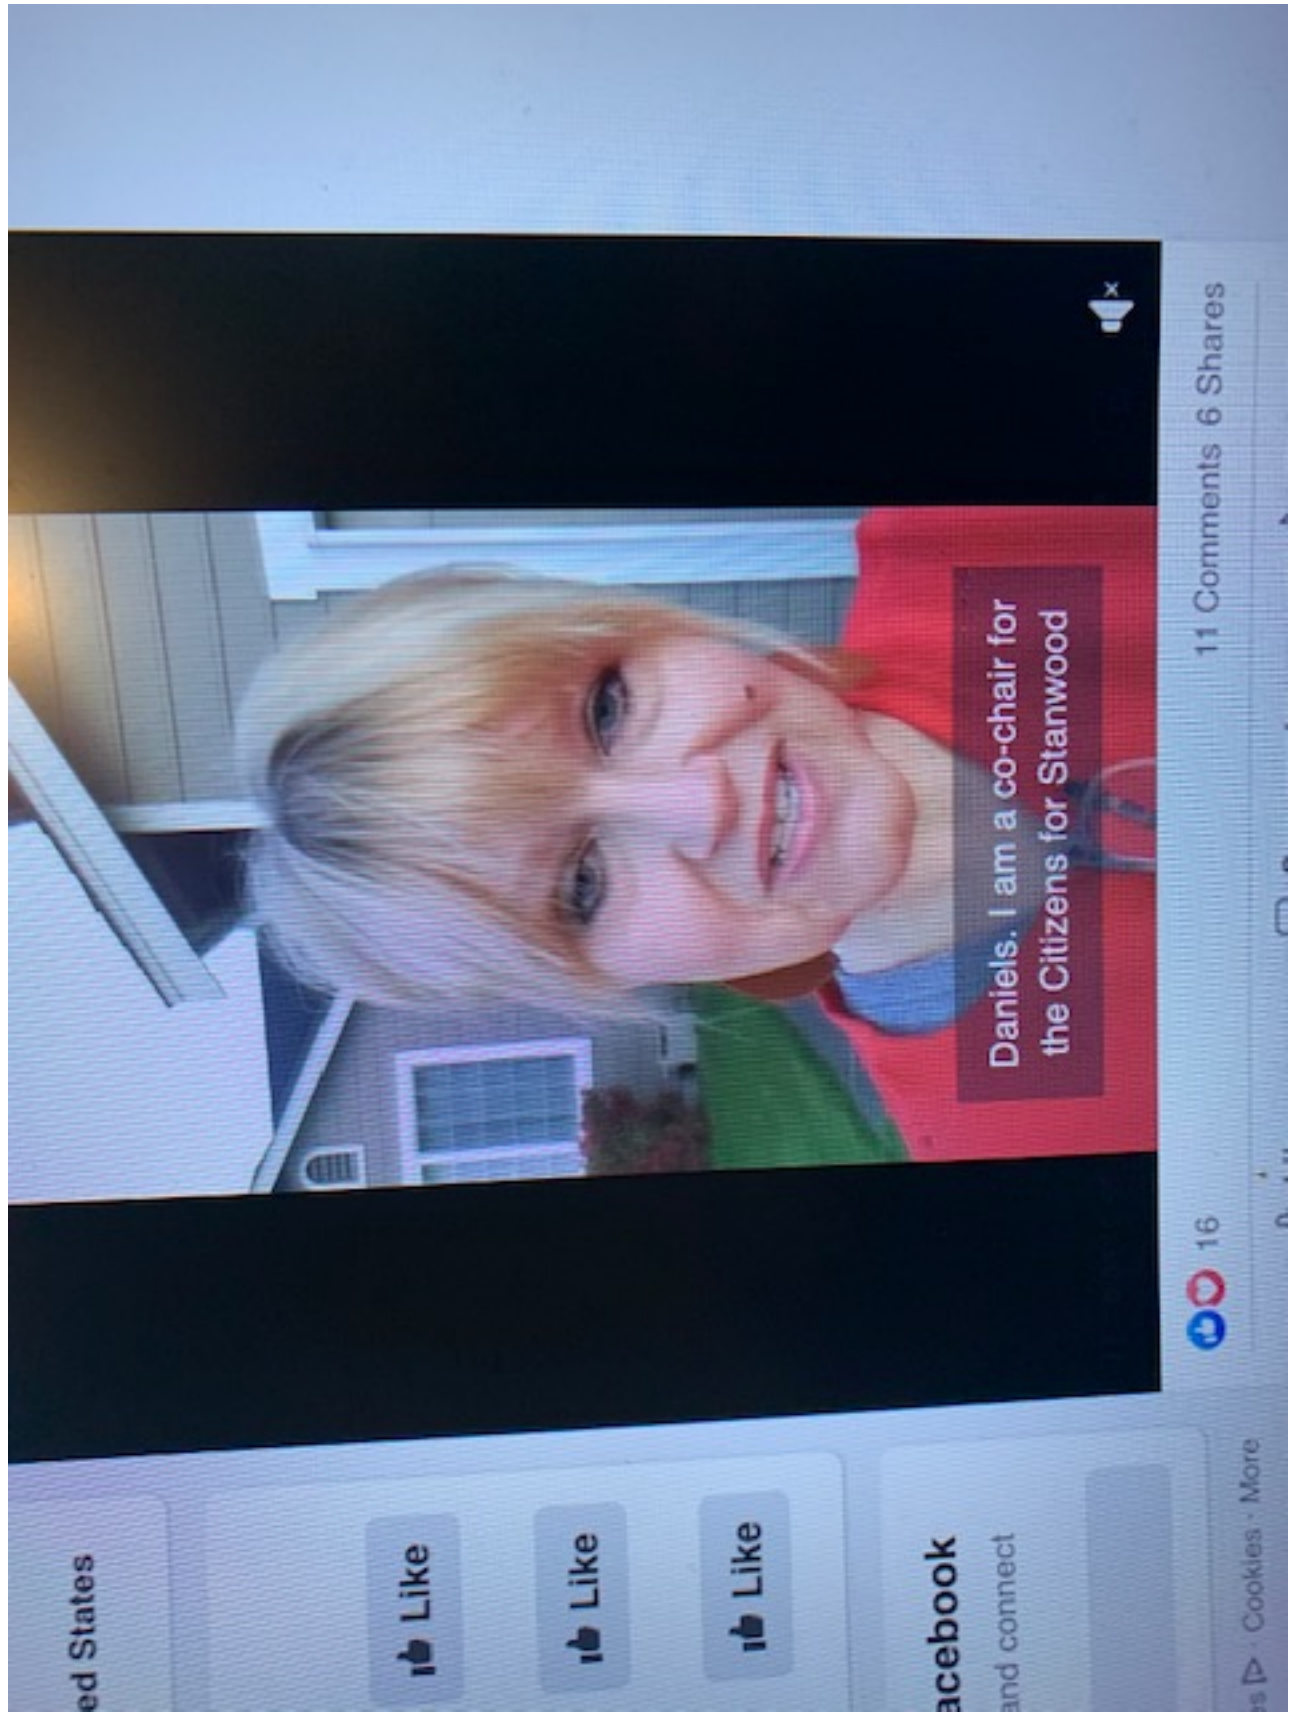 ed States
Like
Like
Like
acebook
and connect
es · Cookies · More
Daniels. I am a co-chair for
the Citizens for Stanwood
16
11 Comments 6 Shares